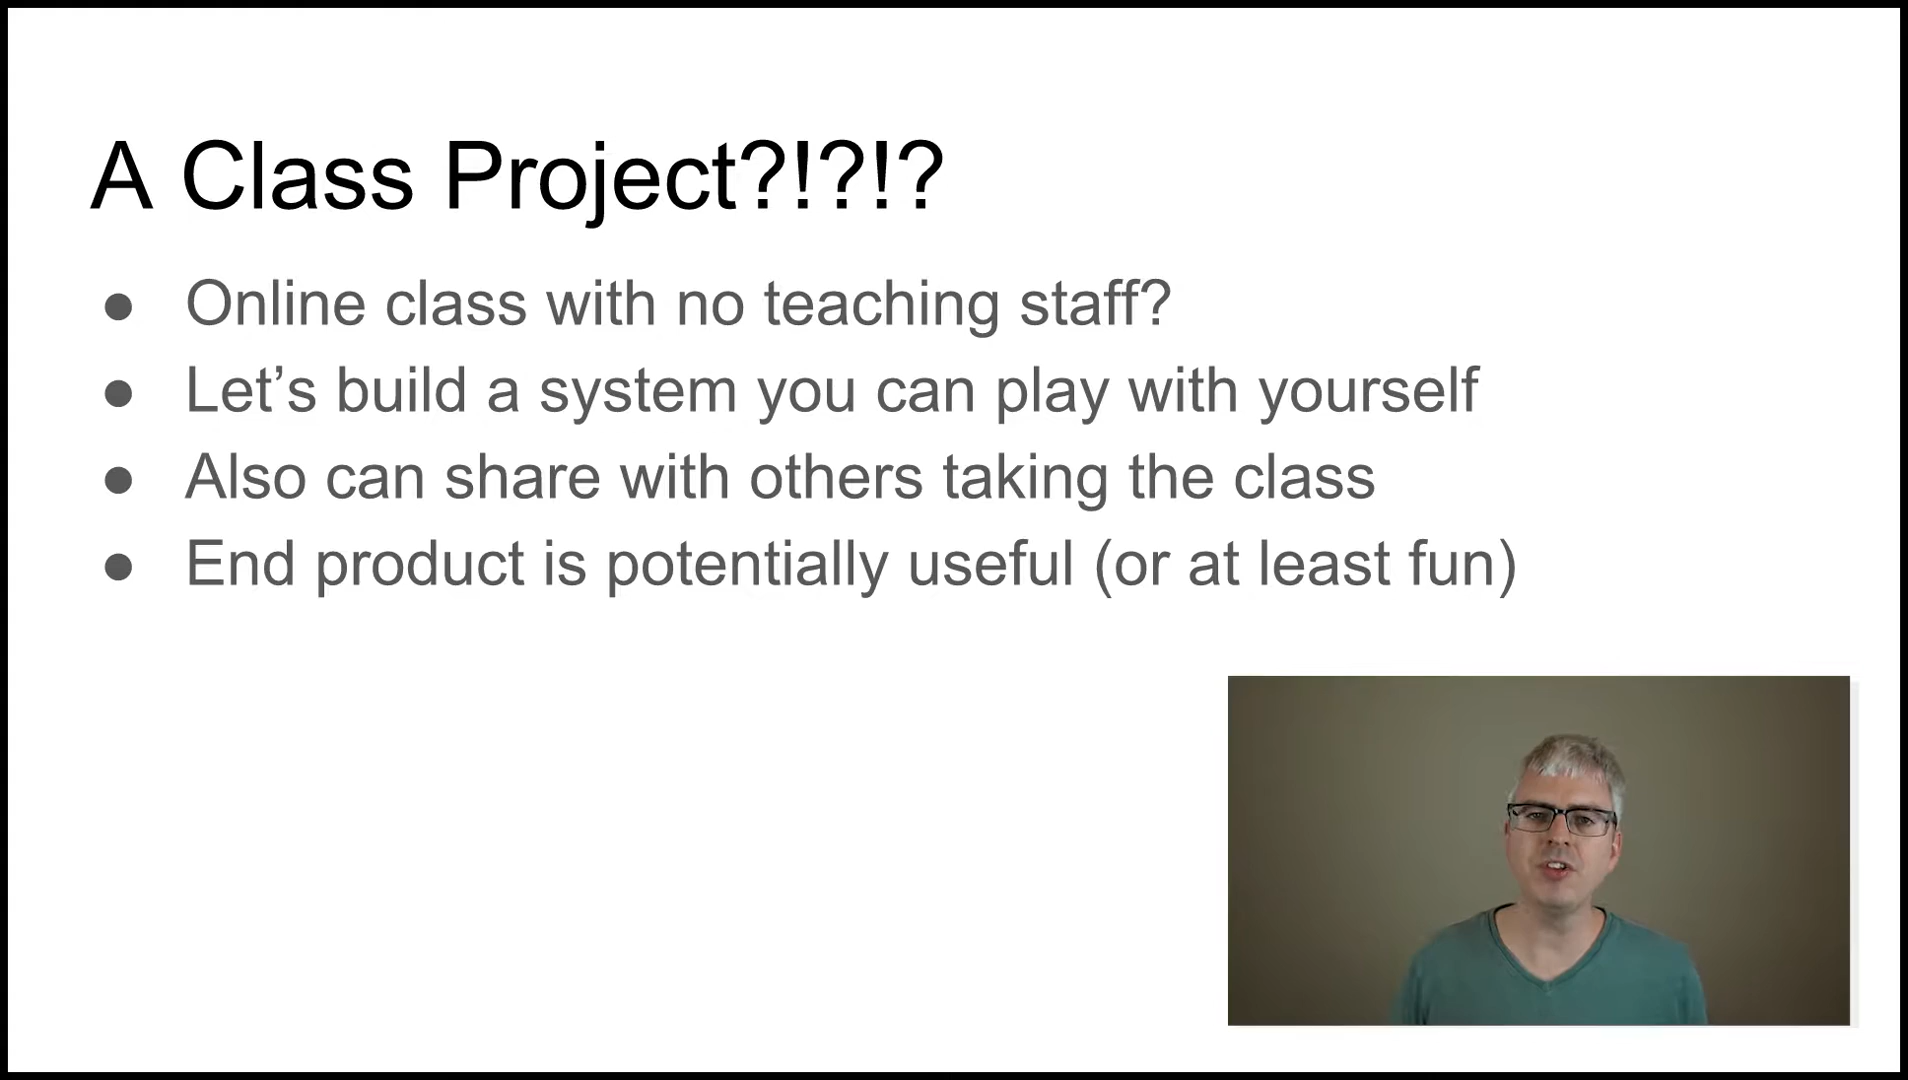 A Class Project?!?!?
● Online class with no teaching staff?
● Let’s build a system you can play with yourself
● Also can share with others taking the class
● End product is potentially useful (or at least fun)